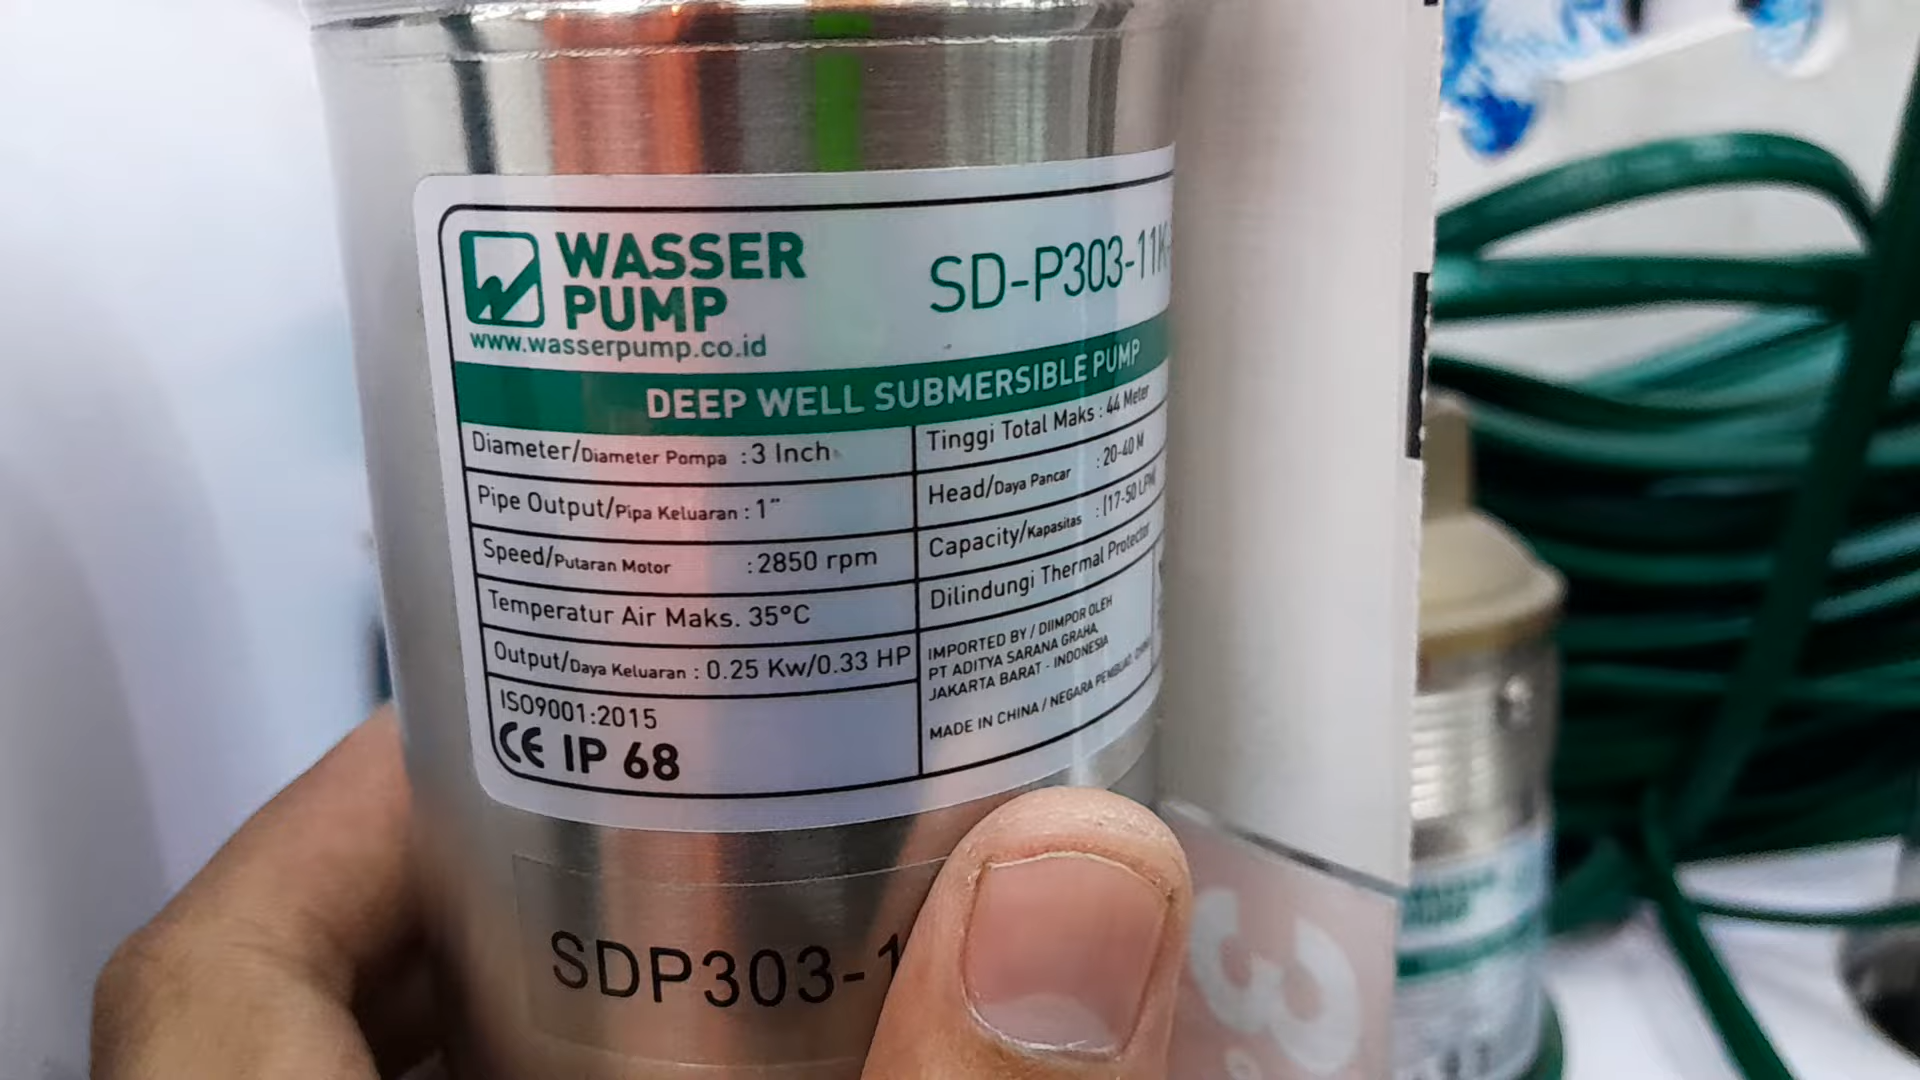 WASSER
PUMP
www.wasserpump.co.id
SD-P303-11K
DEEP WELL SUBMERSIBLE PUMP
Diameter/Diameter Pompa : 3 Inch
Pipe Output/Pipa Keluaran : 1"
Speed/Putaran Motor : 2850 rpm
Temperatur Air Maks. 35°C
Output/Daya Keluaran : 0.25 Kw/0.33 HP
ISO9001:2015
CE IP 68
Tinggi Total Maks : 44 Meter
Head/Daya Pancar : 20-40 M
Capacity/Kapasitas : (17-50 LPM
Dilindungi Thermal Protector
IMPORTED BY / DIIMPOR OLEH
PT ADITYA SARANA GRAHA,
JAKARTA BARAT - INDONESIA
MADE IN CHINA / NEGARA PEMBUAT
SDP303-1
3